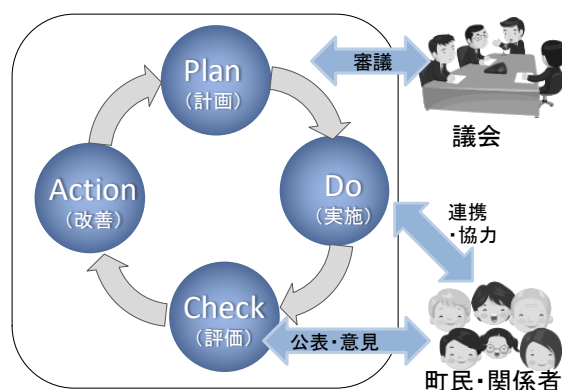 Plan
（計画）
審議
議会
Action
（改善）
Do
（実施）
連携
・協力
Check
（評価）
公表・意見
町民・関係者